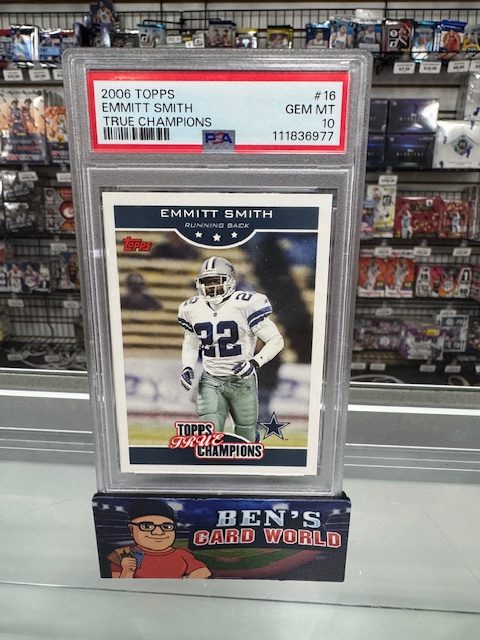 2006 TOPPS #16
EMMITT SMITH GEM MT
TRUE CHAMPIONS 10
PSA 111836977
EMMITT SMITH
RUNNING BACK
Topps
22
22
TOPPS
TRUE
CHAMPIONS
BEN'S
CARD WORLD